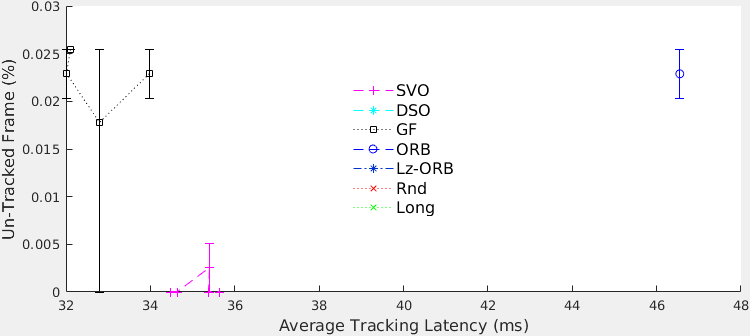 0.03
0.025
0.02
0.015
0.01
0.005
0
Un-Tracked Frame (%)
SVO
DSO
GF
ORB
Lz-ORB
Rnd
Long
32 34 36 38 40 42 44 46 48
Average Tracking Latency (ms)